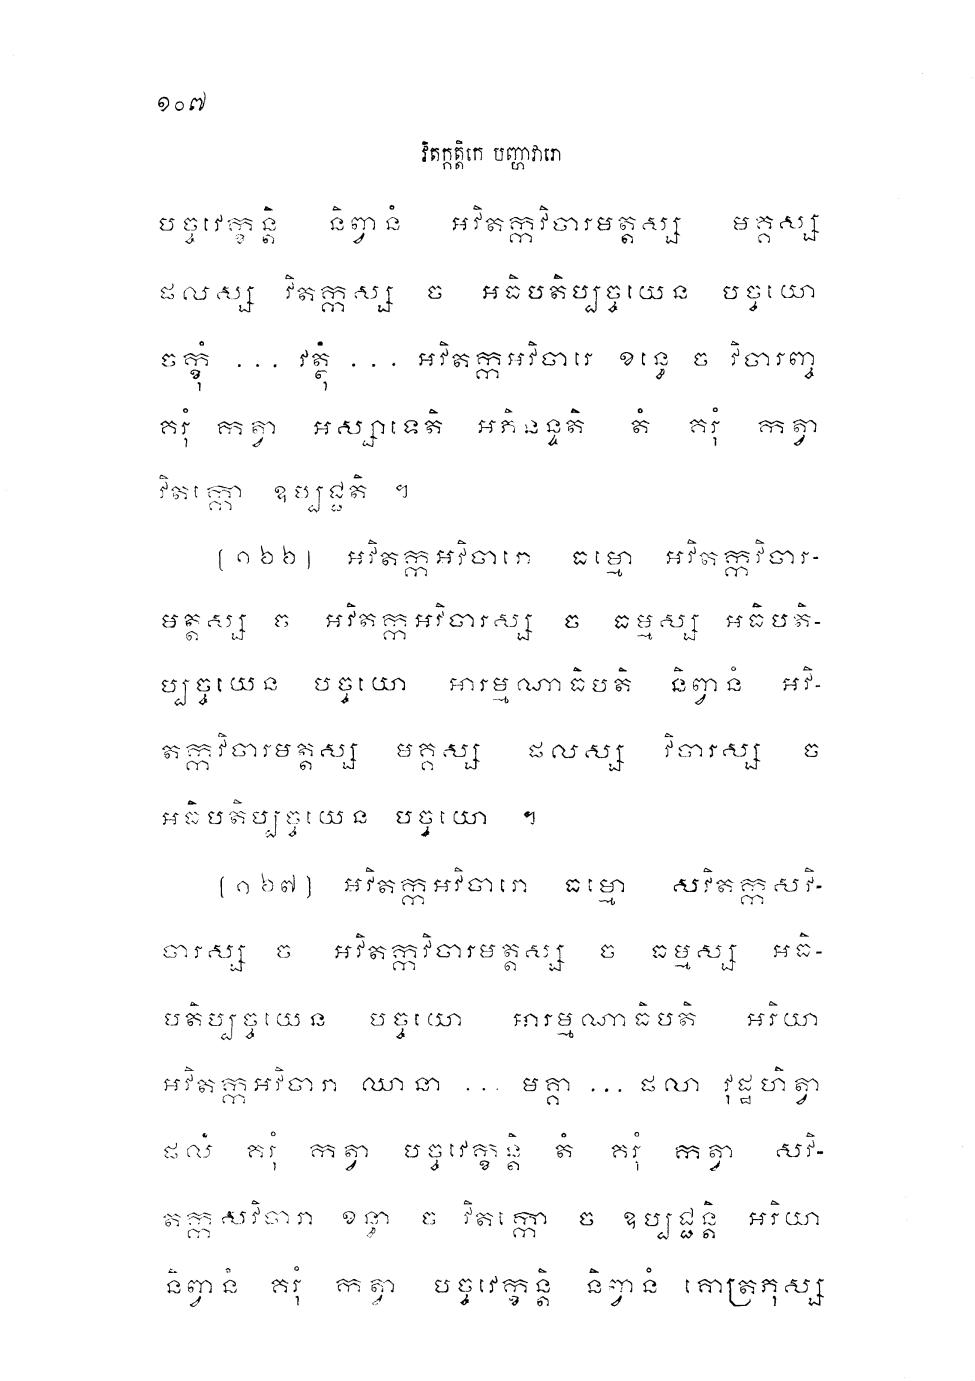 ១០៧
វិតក្កត្តិកេ បញ្ហាវារោ
បច្ចវេក្ខន្តិ និព្វានំ អវិតក្កវិចារមត្តស្ស មគ្គស្ស
ផលស្ស វិតក្កស្ស ច អធិបតិប្បច្ចយេន បច្ចយោ
ចក្ខុំ ... វត្ថុំ ... អវិតក្កអវិចារេ ខន្ធេ ច វិចារញ្ច
គរុំ កត្វា អស្សាទេតិ អភិនន្ទតិ តំ គរុំ កត្វា
វិតក្កោ ឧប្បជ្ជតិ ។
(១៦៦) អវិតក្កអវិចារោ ធម្មោ អវិតក្កវិចារ-
មត្តស្ស ច អវិតក្កអវិចារស្ស ច ធម្មស្ស អធិបតិ-
ប្បច្ចយេន បច្ចយោ អារម្មណាធិបតិ និព្វានំ អវិ-
តក្កវិចារមត្តស្ស មគ្គស្ស ផលស្ស វិចារស្ស ច
អធិបតិប្បច្ចយេន បច្ចយោ ។
(១៦៧) អវិតក្កអវិចារោ ធម្មោ សវិតក្កសវិ-
ចារស្ស ច អវិតក្កវិចារមត្តស្ស ច ធម្មស្ស អធិ-
បតិប្បច្ចយេន បច្ចយោ អារម្មណាធិបតិ អរិយា
អវិតក្កអវិចារា ឈានា ... មគ្គា ... ផលា វុដ្ឋហិត្វា
ផលំ គរុំ កត្វា បច្ចវេក្ខន្តិ តំ គរុំ កត្វា សវិ-
តក្កសវិចារា ខន្ធា ច វិតក្កោ ច ឧប្បជ្ជន្តិ អរិយា
និព្វានំ គរុំ កត្វា បច្ចវេក្ខន្តិ និព្វានំ គោត្រភុស្ស